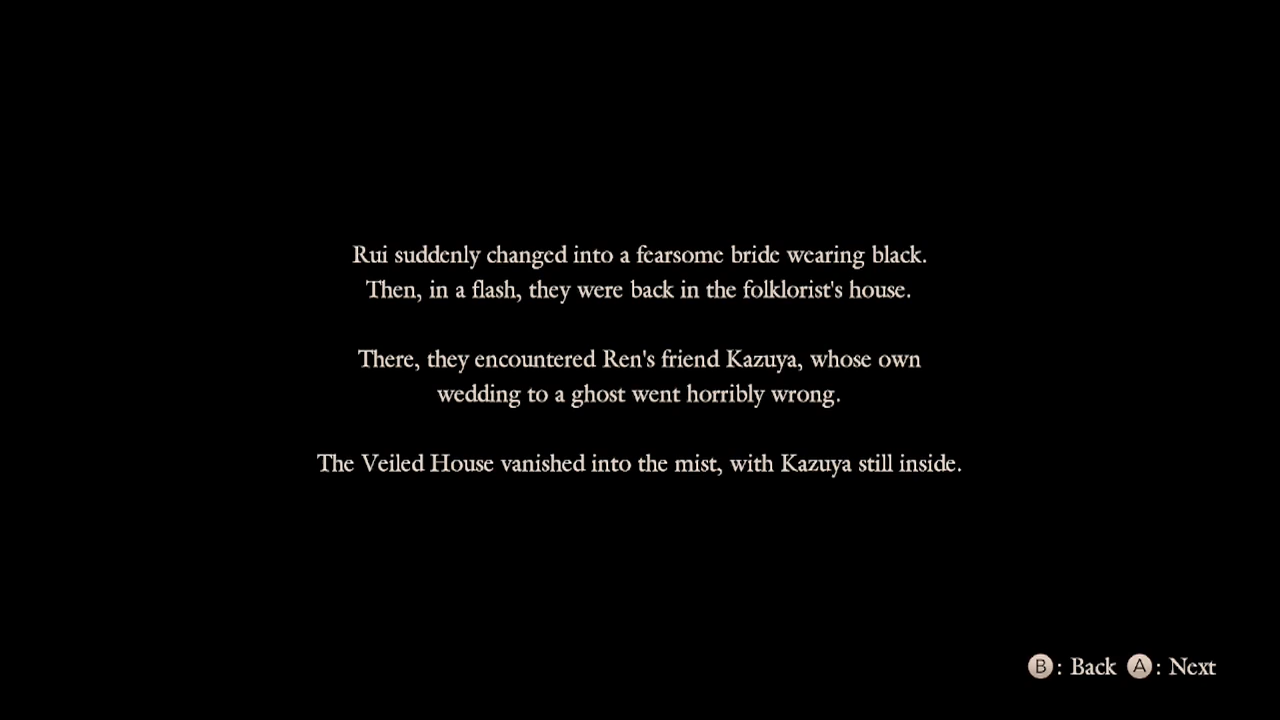 Rui suddenly changed into a fearsome bride wearing black.
Then, in a flash, they were back in the folklorist's house.
There, they encountered Ren's friend Kazuya, whose own
wedding to a ghost went horribly wrong.
The Veiled House vanished into the mist, with Kazuya still inside.
B : Back A : Next